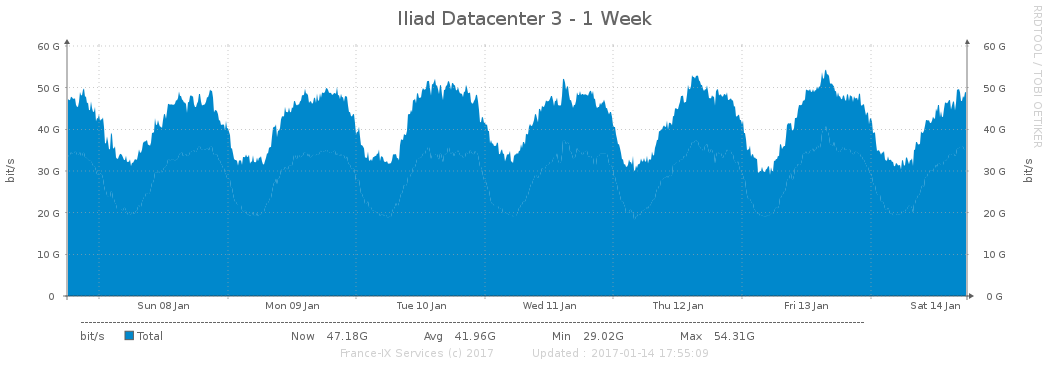 Iliad Datacenter 3 - 1 Week
RRDTOOL / TOBI OETIKER
60 G 60 G
50 G 50 G
40 G 40 G
30 G 30 G
20 G 20 G
10 G 10 G
0 0 G
bit/s
bit/s
Sun 08 Jan Mon 09 Jan Tue 10 Jan Wed 11 Jan Thu 12 Jan Fri 13 Jan Sat 14 Jan
bit/s Total Now 47.18G Avg 41.96G Min 29.02G Max 54.31G
France-IX Services (c) 2017 Updated : 2017-01-14 17:55:09